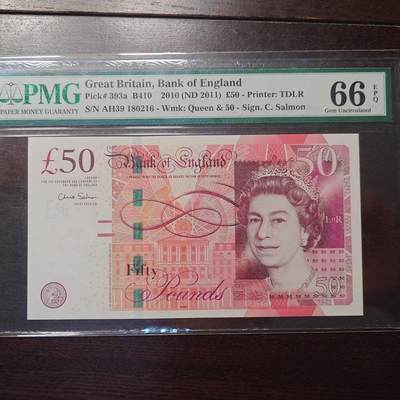 PMG
PAPER MONEY GUARANTY
Great Britain, Bank of England
Pick# 393a B410 2010 (ND 2011) £50 - Printer: TDLR
S/N AH39 180216 - Wmk: Queen & 50 - Sign. C. Salmon
66 EPQ
Gem Uncirculated
£50
Bank of England
50
E II R
Fifty
Pounds
50